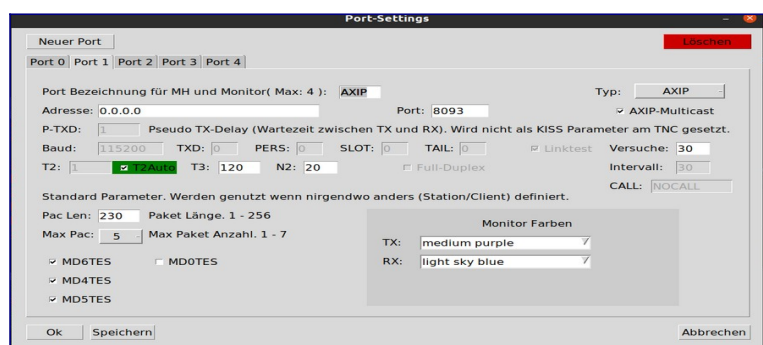 Port-Settings
Neuer Port Löschen
Port 0 Port 1 Port 2 Port 3 Port 4
Port Bezeichnung für MH und Monitor( Max: 4 ): AXIP Typ: AXIP
Adresse: 0.0.0.0 Port: 8093 AXIP-Multicast
P-TXD: 1 Pseudo TX-Delay (Wartezeit zwischen TX und RX). Wird nicht als KISS Parameter am TNC gesetzt.
Baud: 115200 TXD: 0 PERS: 0 SLOT: 0 TAIL: 0 Linktest Versuche: 30
T2: 1 T2Auto T3: 120 N2: 20 Full-Duplex Intervall: 30
CALL: NOCALL
Standard Parameter. Werden genutzt wenn nirgendwo anders (Station/Client) definiert.
Pac Len: 230 Paket Länge. 1 - 256
Max Pac: 5 Max Paket Anzahl. 1 - 7
Monitor Farben
TX: medium purple
RX: light sky blue
MD6TES MD0TES
MD4TES
MD5TES
Ok Speichern Abbrechen